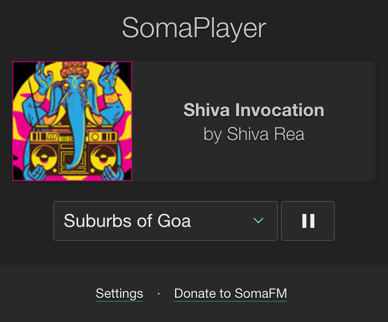 SomaPlayer
Shiva Invocation
by Shiva Rea
Suburbs of Goa
Settings · Donate to SomaFM